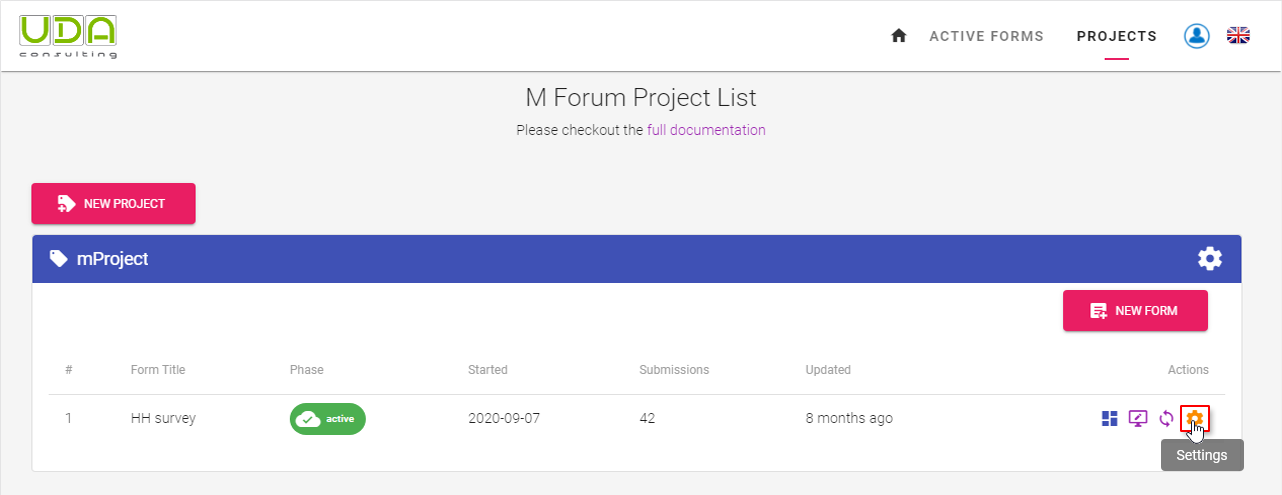 UDA
consulting
ACTIVE FORMS PROJECTS
M Forum Project List
Please checkout the full documentation
NEW PROJECT
mProject
NEW FORM
# Form Title Phase Started Submissions Updated Actions
1 HH survey active 2020-09-07 42 8 months ago
Settings